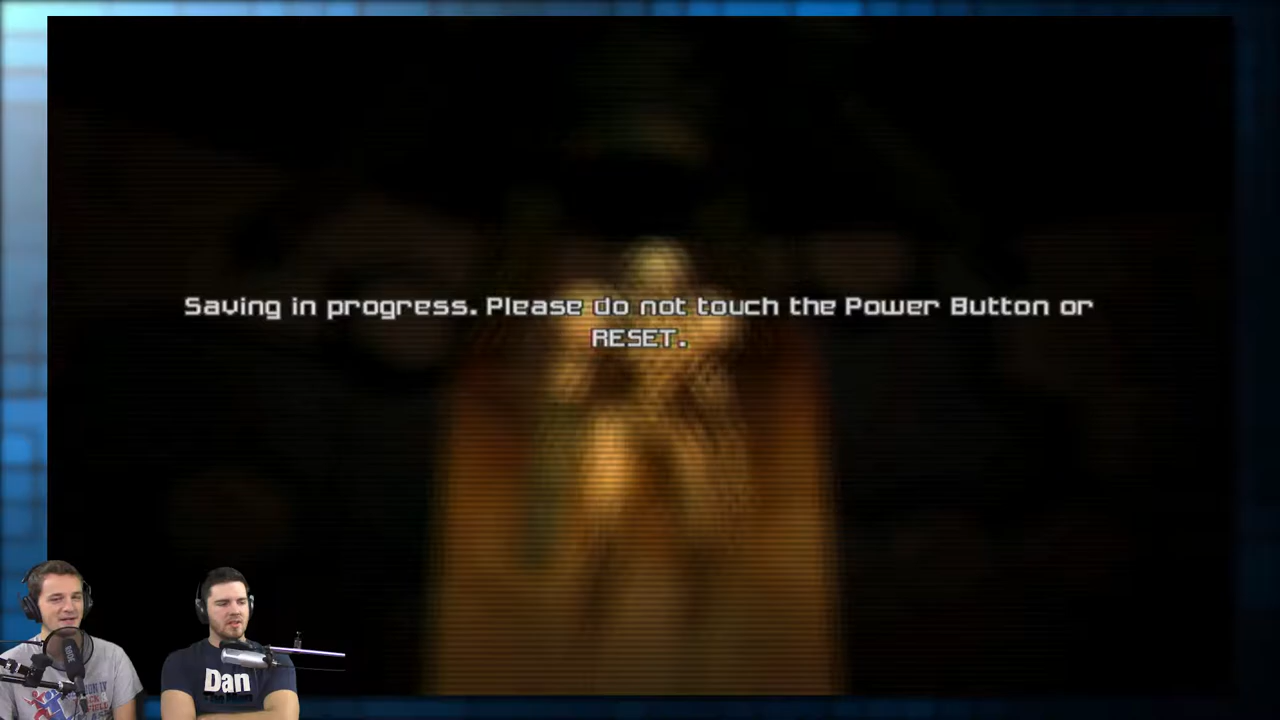 Saving in progress. Please do not touch the Power Button or
RESET.
Dan